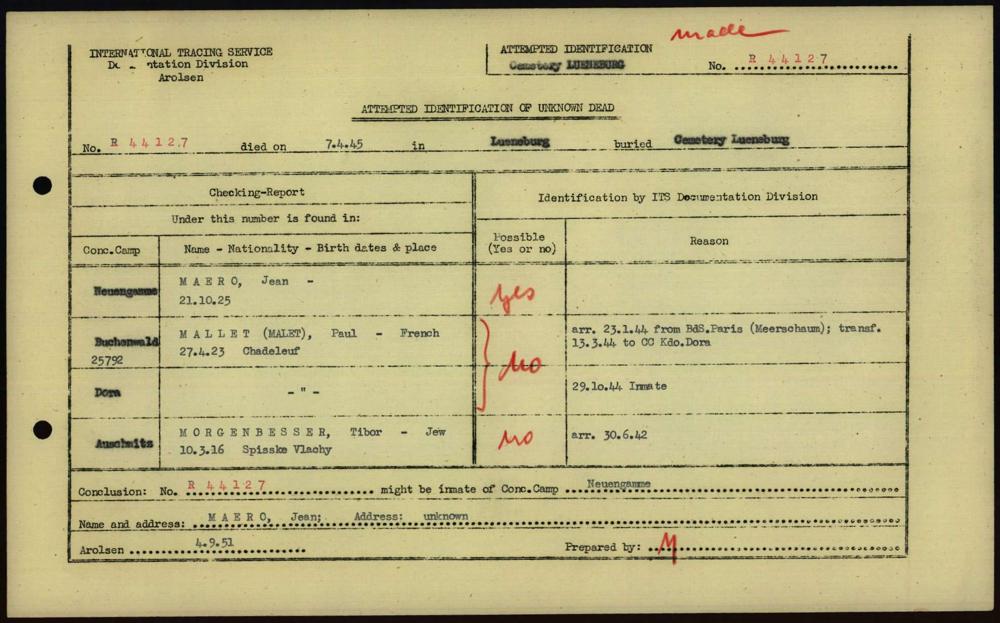 made
INTERNATIONAL TRACING SERVICE
ntation Division
Arolsen
ATTEMPTED IDENTIFICATION
Cemetery LUENEBURG
No. R 44127
ATTEMPTED IDENTIFICATION OF UNKNOWN DEAD
No. R 44127 died on 7.4.45 in Lueneburg buried Cemetery Lueneburg
Checking-Report
Under this number is found in:
Identification by ITS Documentation Division
Conc.Camp
Name - Nationality - Birth dates & place
Possible
(Yes or no)
Reason
Neuengamme
MAERO, Jean -
21.10.25
yes
Buchenwald
25792
MALLET (MALET), Paul - French
27.4.23 Chadeleuf
no
arr. 23.1.44 from BdS.Paris (Meerschaum); transf.
13.3.44 to CC Kdo.Dora
Dora
- " -
29.10.44 Inmate
Auschwitz
MORGENBESSER, Tibor - Jew
10.3.16 Spisske Vlachy
no
arr. 30.6.42
Conclusion: No. R 44127 might be inmate of Conc.Camp Neuengamme
Name and address: MAERO, Jean; Address: unknown
Arolsen 4.9.51
Prepared by: M